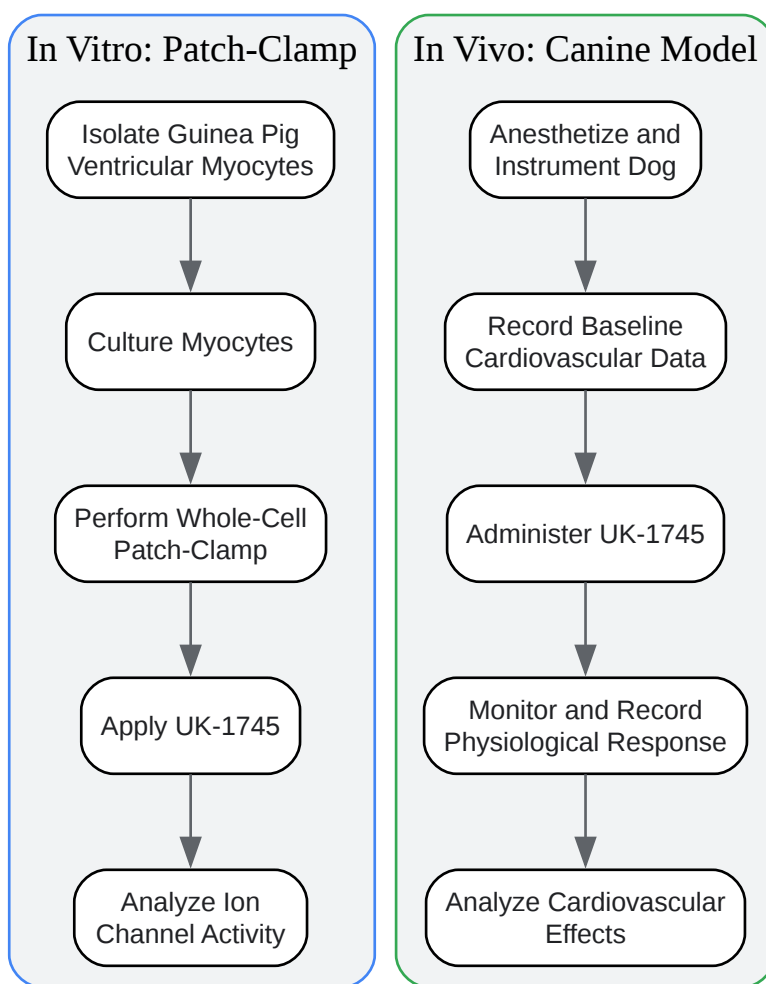 In Vitro: Patch-Clamp
Isolate Guinea Pig
Ventricular Myocytes
Culture Myocytes
Perform Whole-Cell
Patch-Clamp
Apply UK-1745
Analyze Ion
Channel Activity
In Vivo: Canine Model
Anesthetize and
Instrument Dog
Record Baseline
Cardiovascular Data
Administer UK-1745
Monitor and Record
Physiological Response
Analyze Cardiovascular
Effects